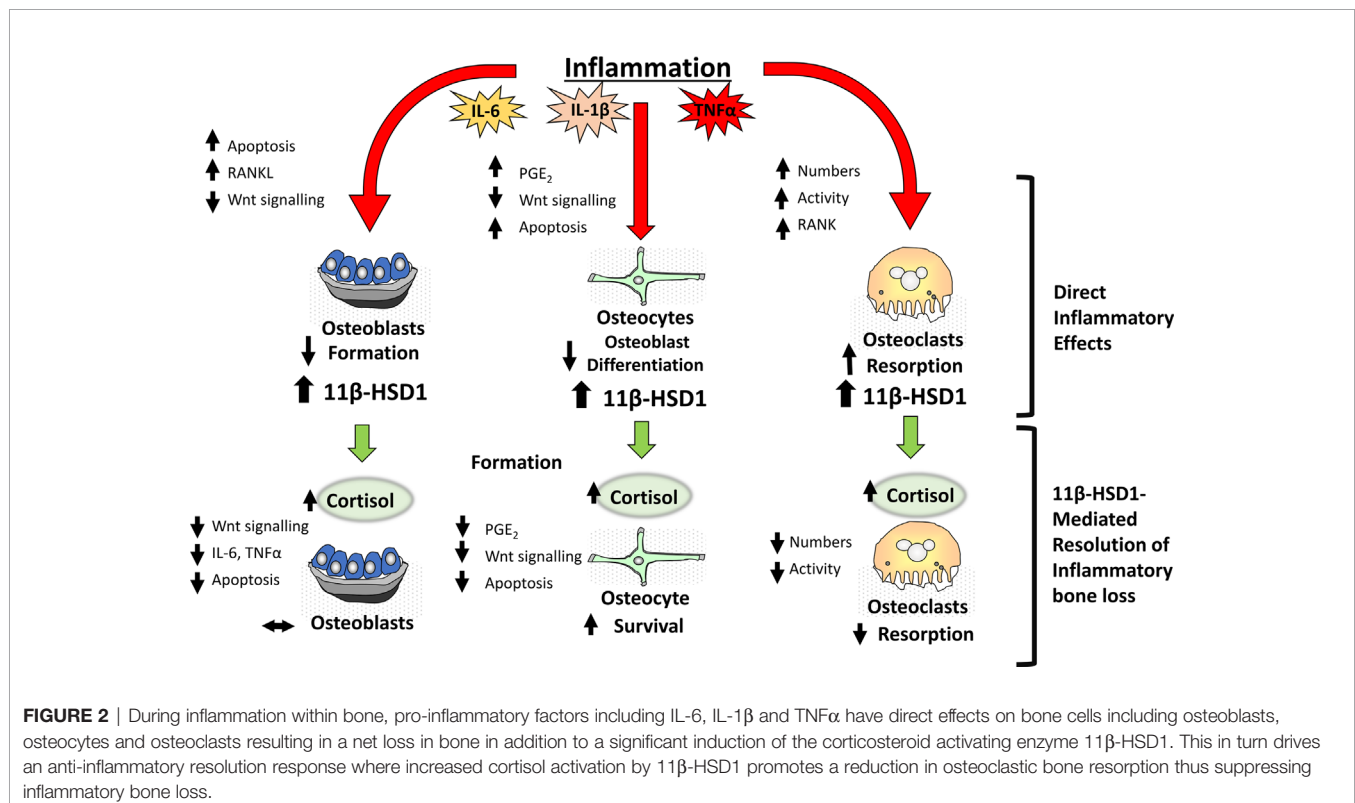 Inflammation
IL-6
IL-1β
TNFα
Apoptosis
RANKL
Wnt signalling
PGE2
Wnt signalling
Apoptosis
Numbers
Activity
RANK
Osteoblasts
Formation
11β-HSD1
Osteocytes
Osteoblast
Differentiation
11β-HSD1
Osteoclasts
Resorption
11β-HSD1
Direct
Inflammatory
Effects
Cortisol
Wnt signalling
IL-6, TNFα
Apoptosis
Osteoblasts
Formation
Cortisol
PGE2
Wnt signalling
Apoptosis
Osteocyte
Survival
Cortisol
Numbers
Activity
Osteoclasts
Resorption
11β-HSD1-
Mediated
Resolution of
Inflammatory
bone loss
FIGURE 2 | During inflammation within bone, pro-inflammatory factors including IL-6, IL-1β and TNFα have direct effects on bone cells including osteoblasts,
osteocytes and osteoclasts resulting in a net loss in bone in addition to a significant induction of the corticosteroid activating enzyme 11β-HSD1. This in turn drives
an anti-inflammatory resolution response where increased cortisol activation by 11β-HSD1 promotes a reduction in osteoclastic bone resorption thus suppressing
inflammatory bone loss.